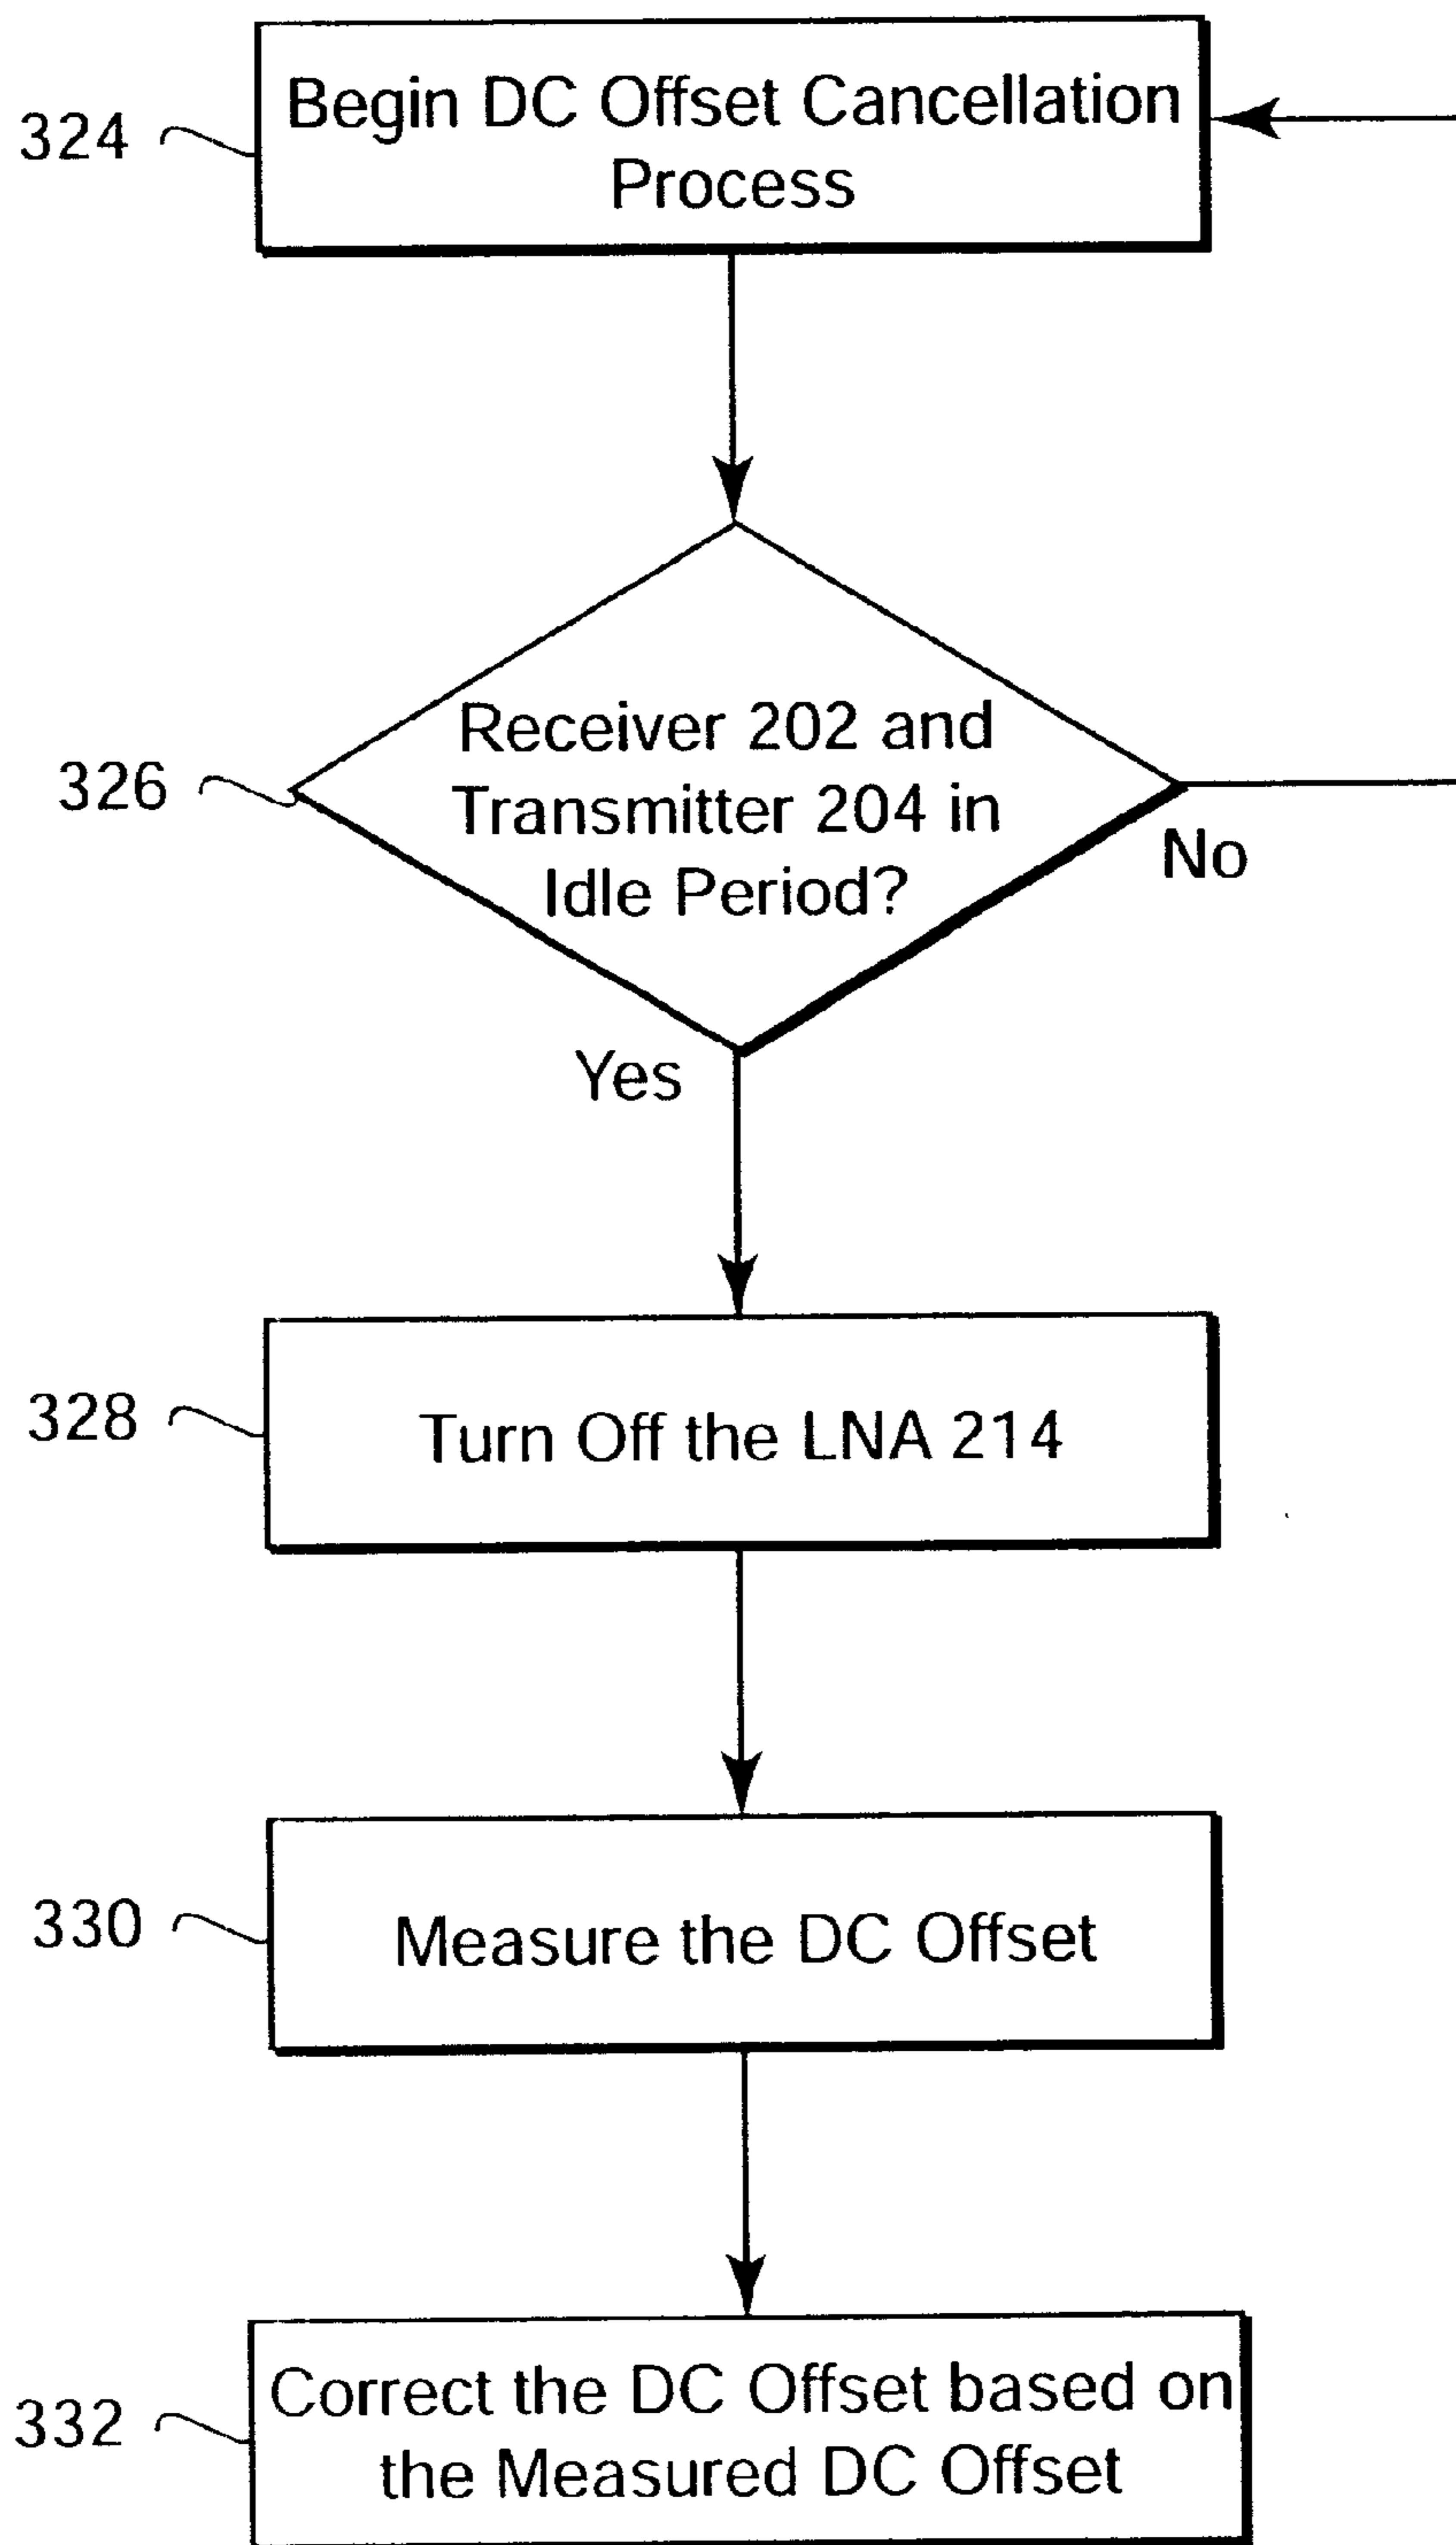 324
Begin DC Offset Cancellation
Process
326
Receiver 202 and
Transmitter 204 in
Idle Period?
No
Yes
328
Turn Off the LNA 214
330
Measure the DC Offset
332
Correct the DC Offset based on
the Measured DC Offset